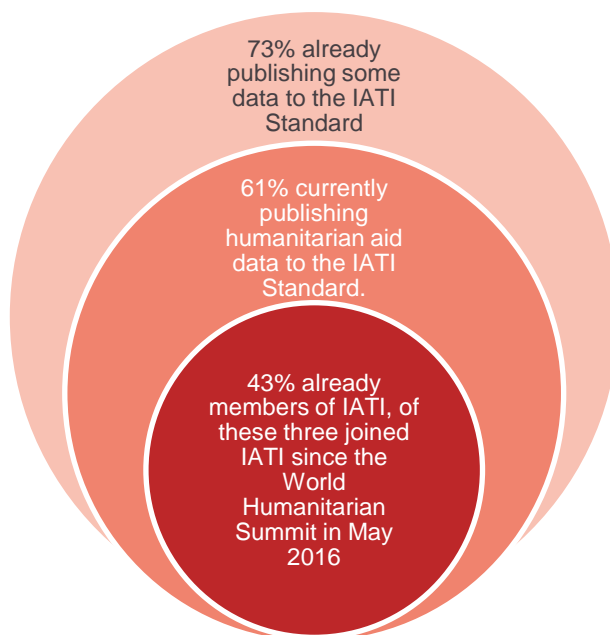 73% already
publishing some
data to the IATI
Standard
61% currently
publishing
humanitarian aid
data to the IATI
Standard.
43% already
members of IATI, of
these three joined
IATI since the
World
Humanitarian
Summit in May
2016